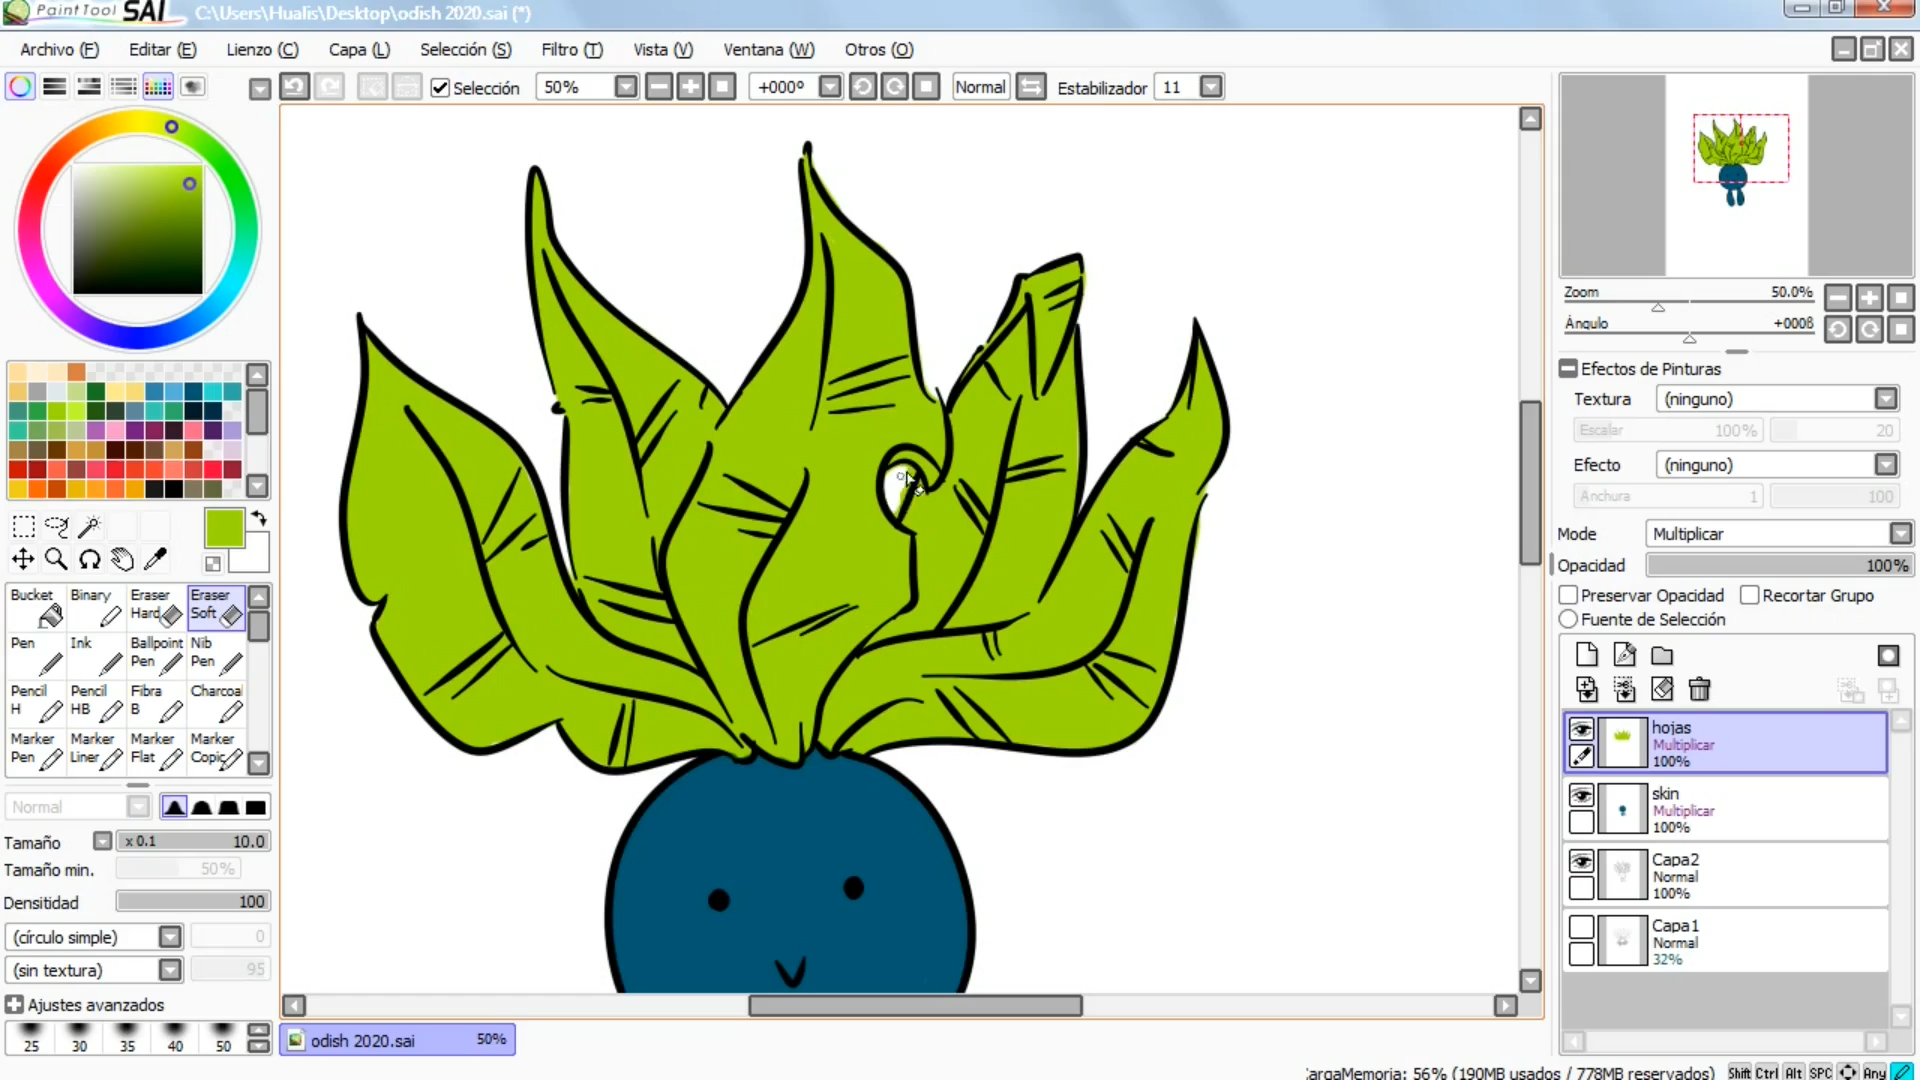 PaintTool SAI C:\Users\Hualis\Desktop\odish 2020.sai (*)
Archivo (F) Editar (E) Lienzo (C) Capa (L) Selección (S) Filtro (T) Vista (V) Ventana (W) Otros (O)
Selección 50% +000º Normal Estabilizador 11
Zoom 50.0%
Ángulo +000ß
Efectos de Pinturas
Textura (ninguno)
Escalar 100% 20
Efecto (ninguno)
Anchura 1 100
Mode Multiplicar
Opacidad 100%
Preservar Opacidad Recortar Grupo
Fuente de Selección
Bucket Binary Eraser Hard Eraser Soft
Pen Ink Ballpoint Pen Nib Pen
Pencil H Pencil HB Fibra B Charcoal
Marker Pen Marker Liner Marker Flat Marker Copic
Normal
Tamaño x 0.1 10.0
Tamaño min. 50%
Densitidad 100
(círculo simple) 0
(sin textura) 95
Ajustes avanzados
25 30 35 40 50
hojas
Multiplicar
100%
skin
Multiplicar
100%
Capa2
Normal
100%
Capa1
Normal
32%
odish 2020.sai 50%
argaMemoria: 56% (190MB usados / 778MB reservados) Shift Ctrl Alt SPC Any